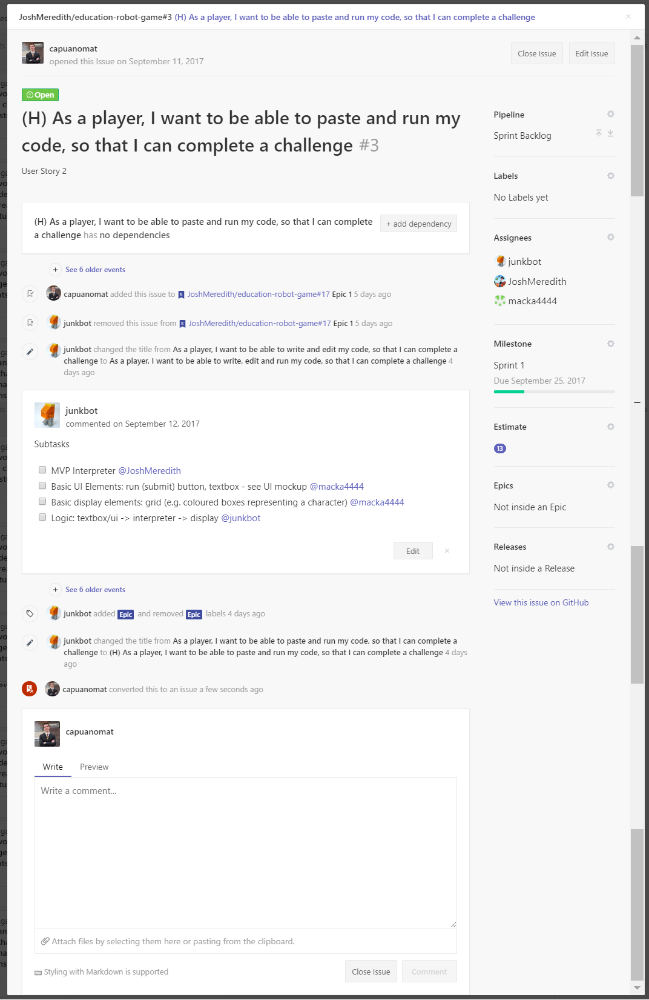 JoshMeredith/education-robot-game#3 (H) As a player, I want to be able to paste and run my code, so that I can complete a challenge
capuanomat
opened this Issue on September 11, 2017
Close Issue
Edit Issue
Open
(H) As a player, I want to be able to paste and run my
code, so that I can complete a challenge #3
User Story 2
(H) As a player, I want to be able to paste and run my code, so that I can complete
a challenge has no dependencies
+ add dependency
See 6 older events
capuanomat added this issue to JoshMeredith/education-robot-game#17 Epic 1 5 days ago
junkbot removed this issue from JoshMeredith/education-robot-game#17 Epic 1 5 days ago
junkbot changed the title from As a player, I want to be able to write and edit my code, so that I can complete a
challenge to As a player, I want to be able to write, edit and run my code, so that I can complete a challenge 4
days ago
junkbot
commented on September 12, 2017
Subtasks
MVP Interpreter @JoshMeredith
Basic UI Elements: run (submit) button, textbox - see UI mockup @macka4444
Basic display elements: grid (e.g. coloured boxes representing a character) @macka4444
Logic: textbox/ui -> interpreter -> display @junkbot
Edit
See 6 older events
junkbot added Epic and removed Epic labels 4 days ago
junkbot changed the title from As a player, I want to be able to paste and run my code, so that I can complete a
challenge to (H) As a player, I want to be able to paste and run my code, so that I can complete a challenge 4 days
ago
capuanomat converted this to an issue a few seconds ago
capuanomat
Write
Preview
Write a comment...
Attach files by selecting them here or pasting from the clipboard.
Styling with Markdown is supported
Close Issue
Comment
Pipeline
Sprint Backlog
Labels
No Labels yet
Assignees
junkbot
JoshMeredith
macka4444
Milestone
Sprint 1
Due September 25, 2017
Estimate
13
Epics
Not inside an Epic
Releases
Not inside a Release
View this issue on GitHub